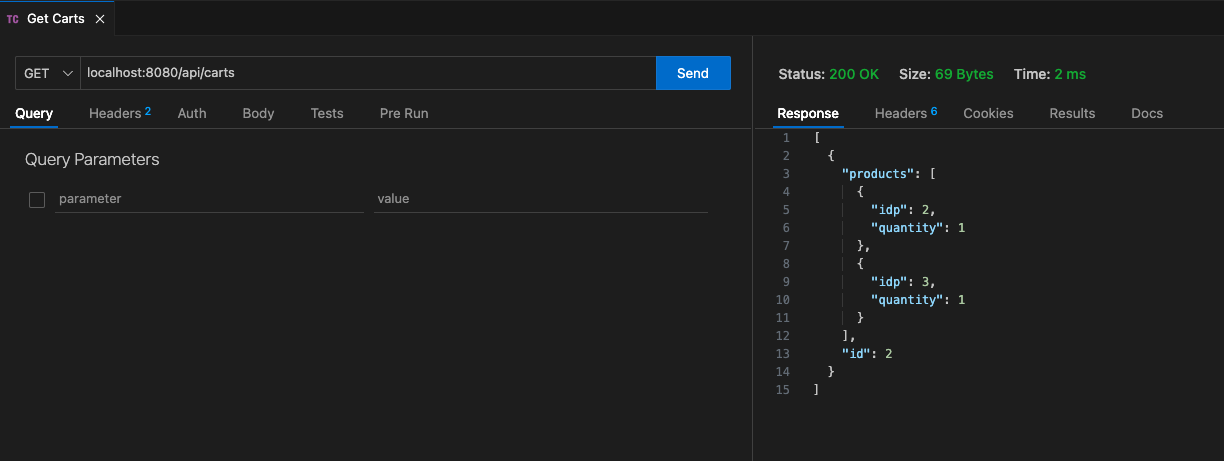 TC Get Carts ×
GET localhost:8080/api/carts Send
Query Headers 2 Auth Body Tests Pre Run
Query Parameters
parameter value
Status: 200 OK Size: 69 Bytes Time: 2 ms
Response Headers 6 Cookies Results Docs
1 [
2 {
3 "products": [
4 {
5 "idp": 2,
6 "quantity": 1
7 },
8 {
9 "idp": 3,
10 "quantity": 1
11 }
12 ],
13 "id": 2
14 }
15 ]